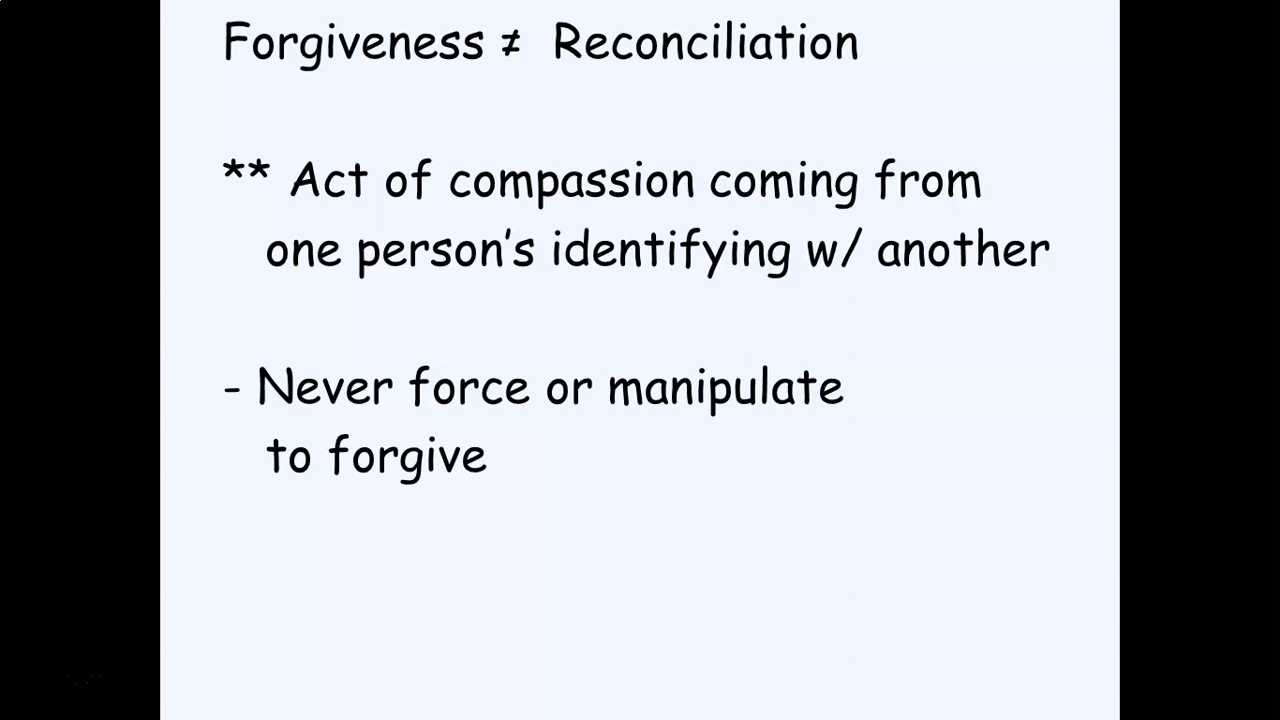 Forgiveness ≠ Reconciliation
** Act of compassion coming from
one person's identifying w/ another
- Never force or manipulate
to forgive